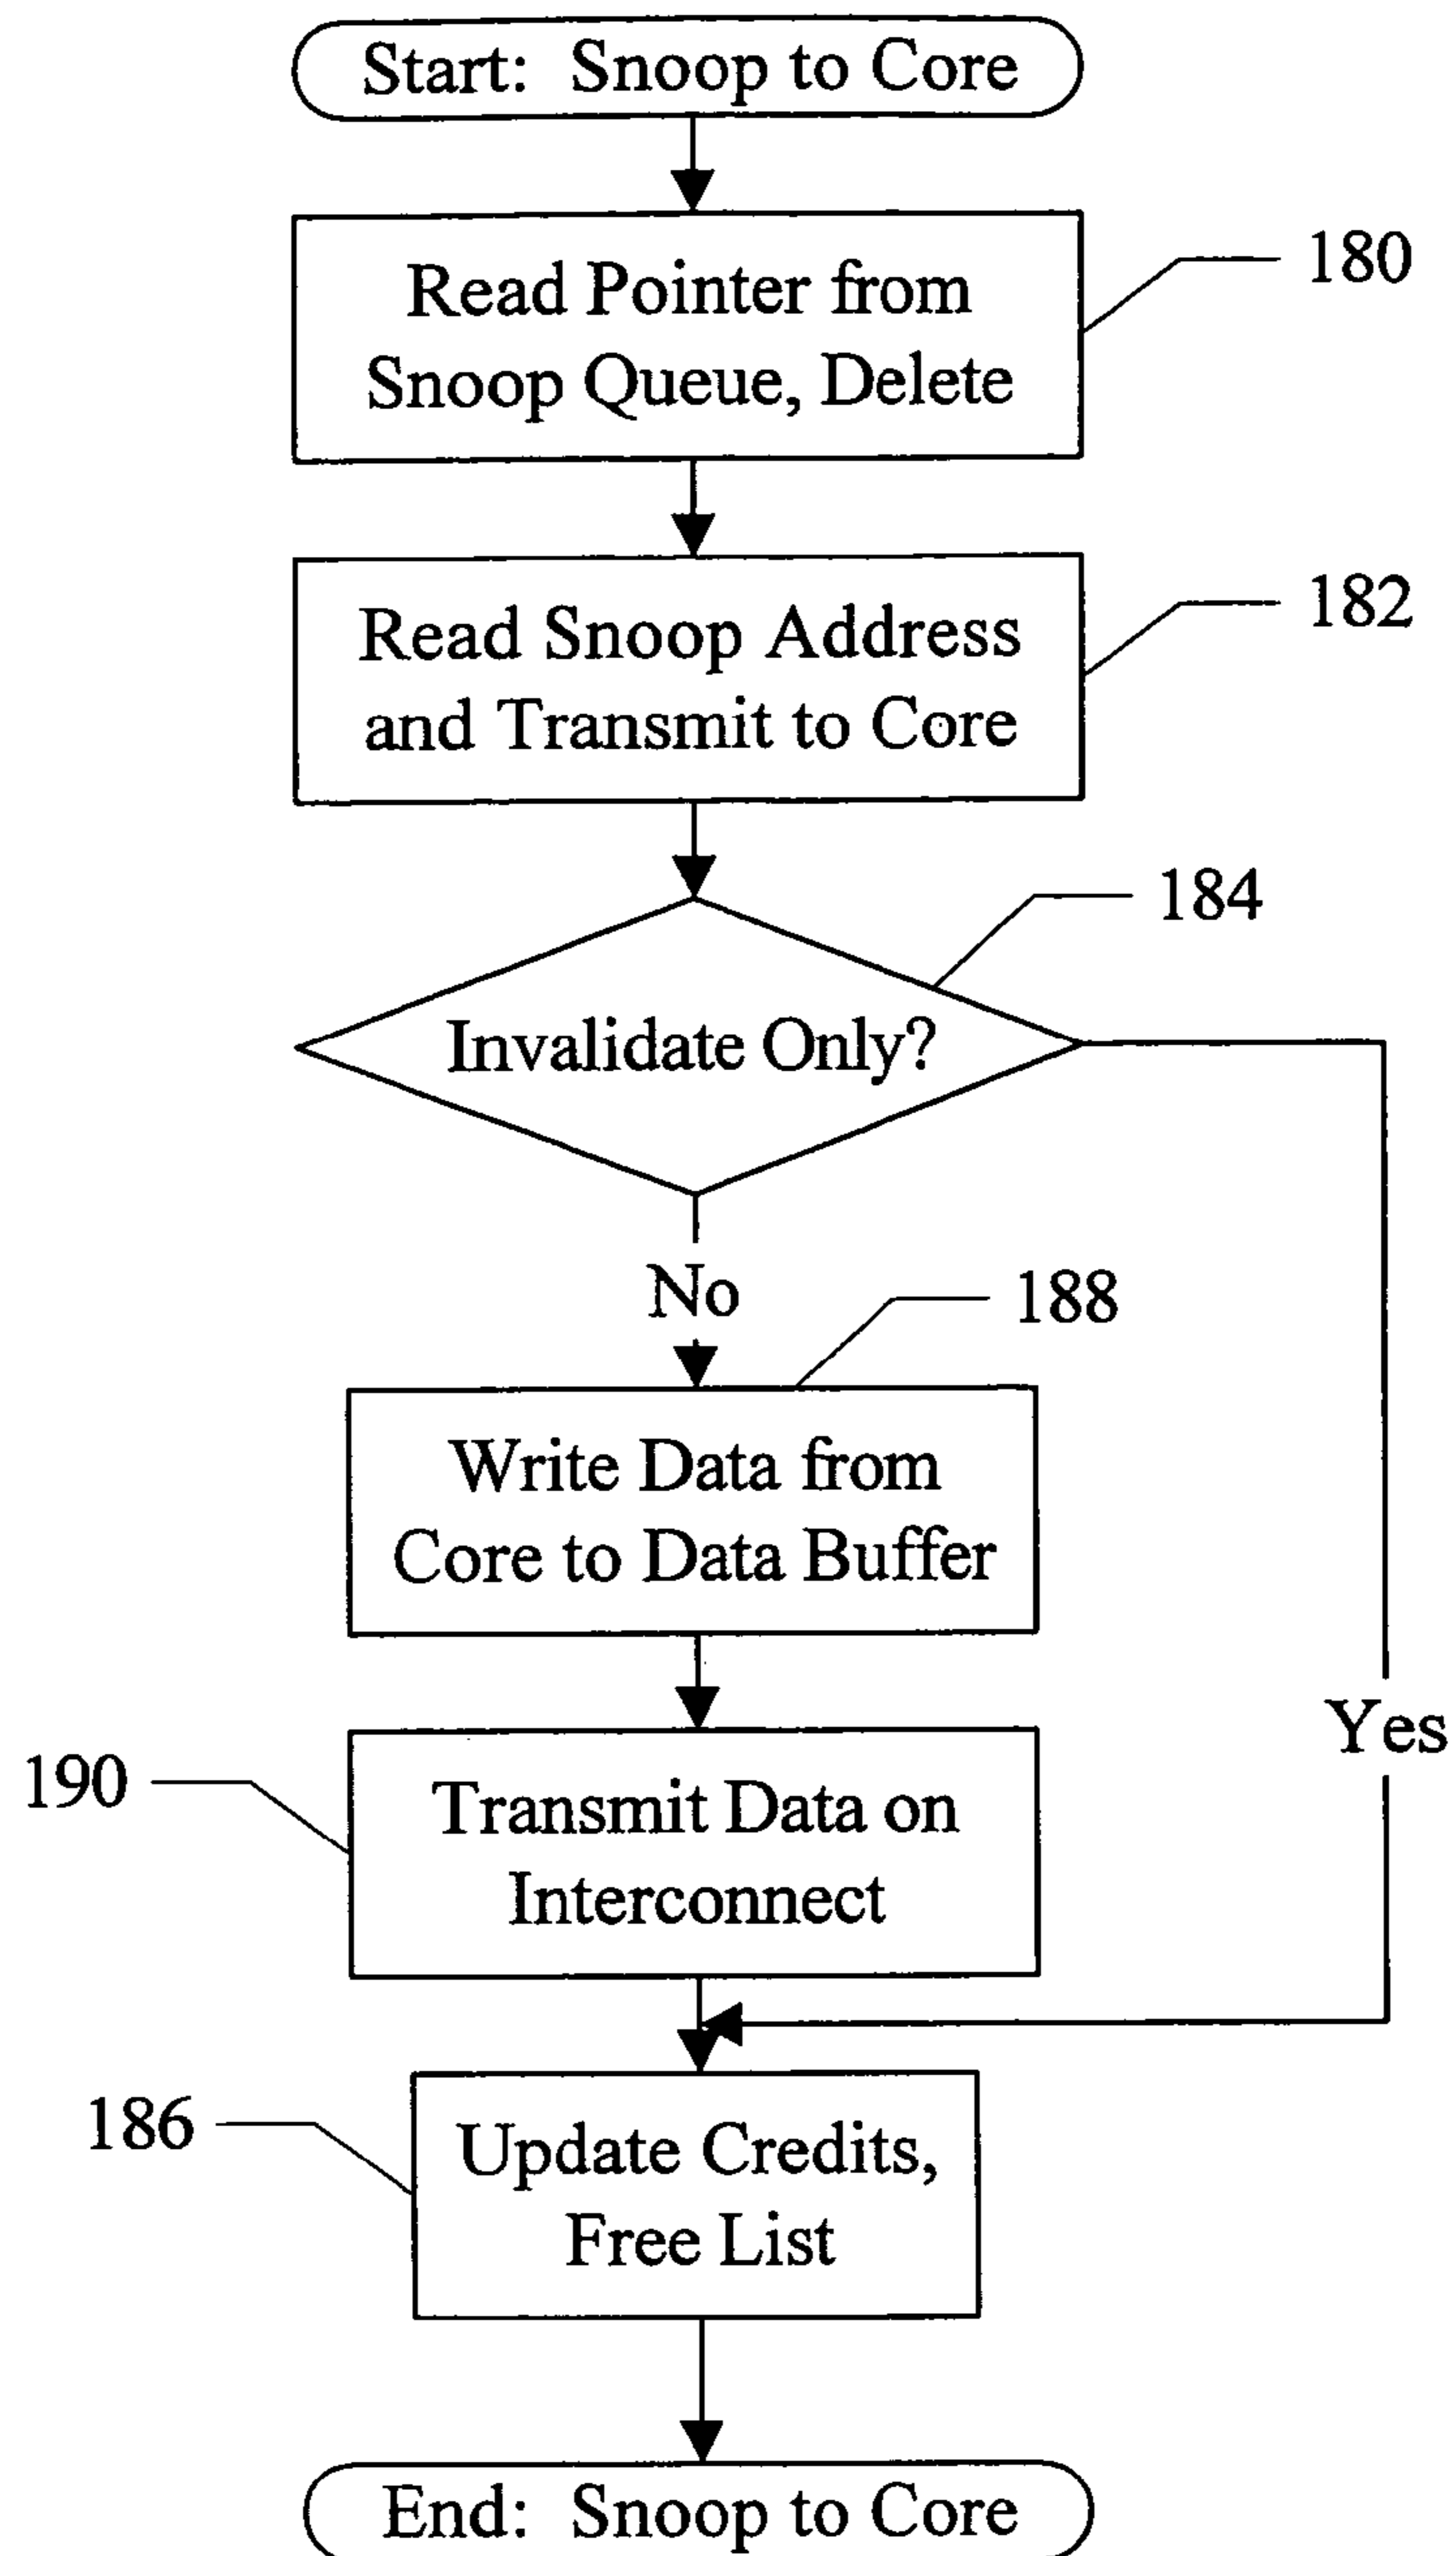 Start: Snoop to Core
Read Pointer from
Snoop Queue, Delete
180
Read Snoop Address
and Transmit to Core
182
184
Invalidate Only?
No
188
Write Data from
Core to Data Buffer
Yes
190
Transmit Data on
Interconnect
186
Update Credits,
Free List
End: Snoop to Core